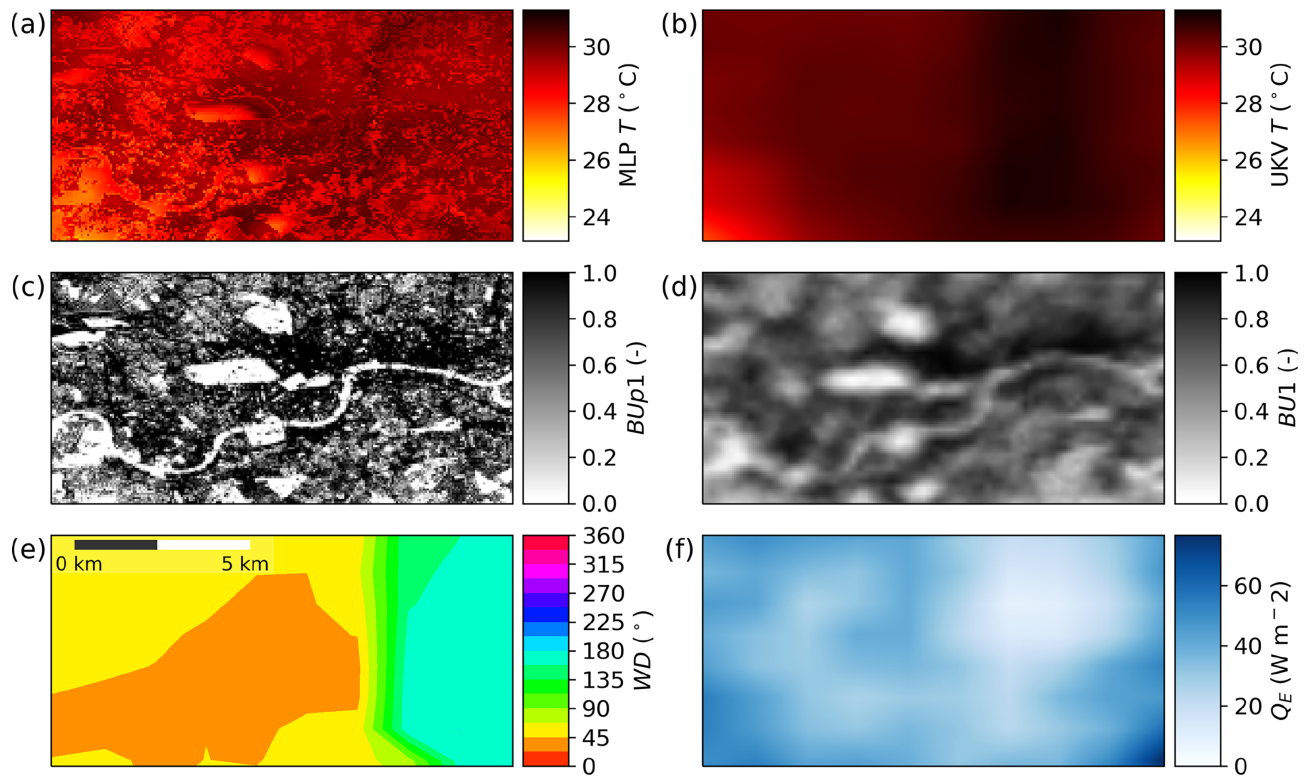 (a)
30
28
26
24
MLP T (°C)
(b)
30
28
26
24
UKV T (°C)
(c)
1.0
0.8
0.6
0.4
0.2
0.0
BUp1 (-)
(d)
1.0
0.8
0.6
0.4
0.2
0.0
BU1 (-)
(e)
0 km 5 km
360
315
270
225
180
135
90
45
0
WD (°)
(f)
60
40
20
0
Q_E (W m−2)